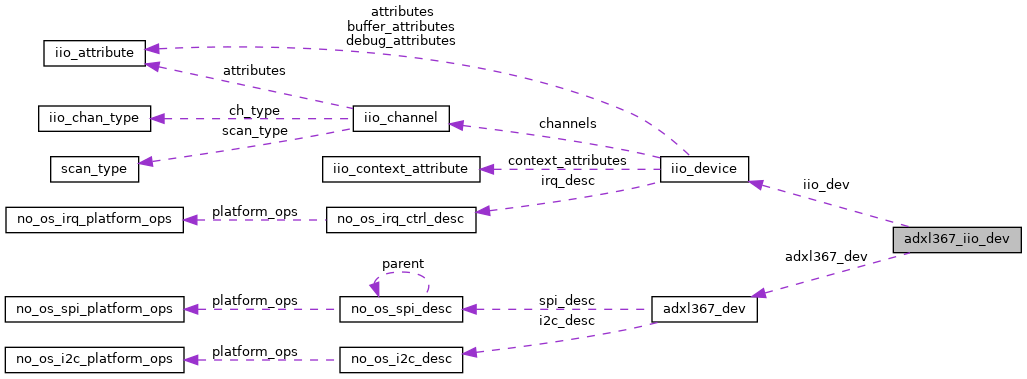 attributes
buffer_attributes
debug_attributes
iio_attribute
attributes
iio_chan_type
ch_type
iio_channel
channels
scan_type
scan_type
iio_context_attribute
context_attributes
iio_device
irq_desc
iio_dev
no_os_irq_platform_ops
platform_ops
no_os_irq_ctrl_desc
adxl367_iio_dev
adxl367_dev
parent
no_os_spi_platform_ops
platform_ops
no_os_spi_desc
spi_desc
adxl367_dev
i2c_desc
no_os_i2c_platform_ops
platform_ops
no_os_i2c_desc